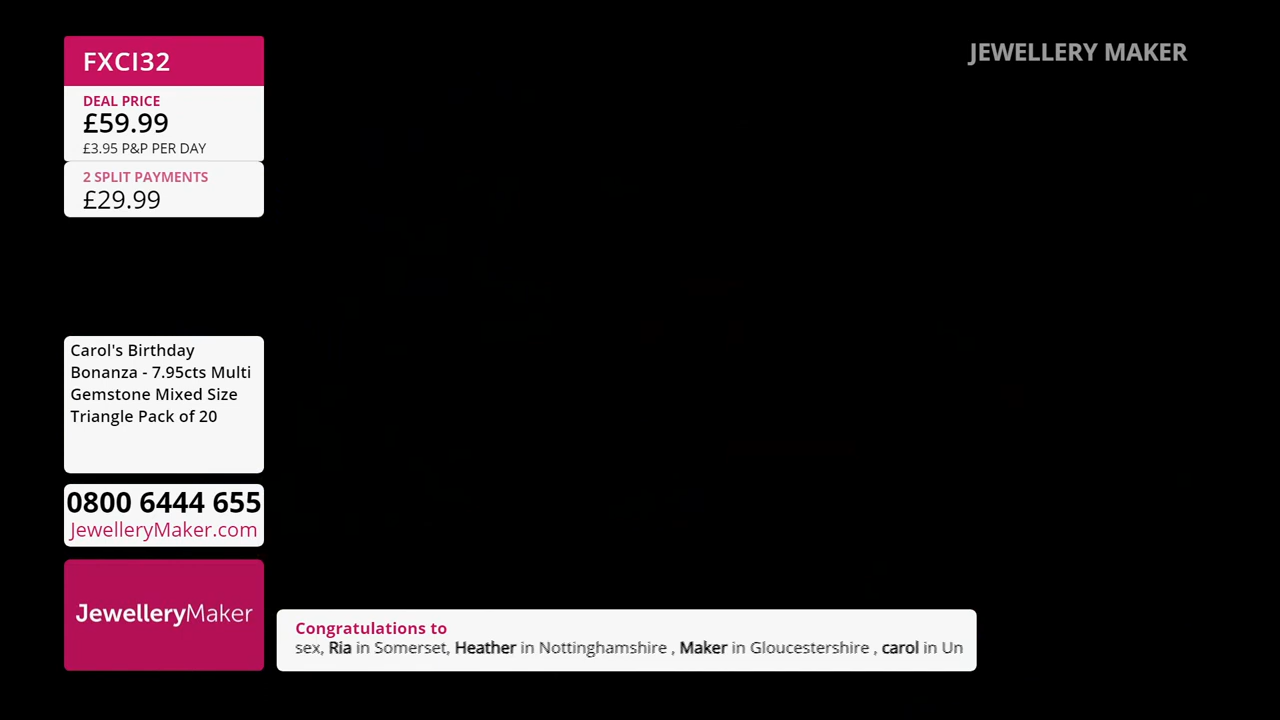 FXCI32
DEAL PRICE
£59.99
£3.95 P&P PER DAY
2 SPLIT PAYMENTS
£29.99
JEWELLERY MAKER
Carol's Birthday
Bonanza - 7.95cts Multi
Gemstone Mixed Size
Triangle Pack of 20
0800 6444 655
JewelleryMaker.com
JewelleryMaker
Congratulations to
sex, Ria in Somerset, Heather in Nottinghamshire , Maker in Gloucestershire , carol in Un